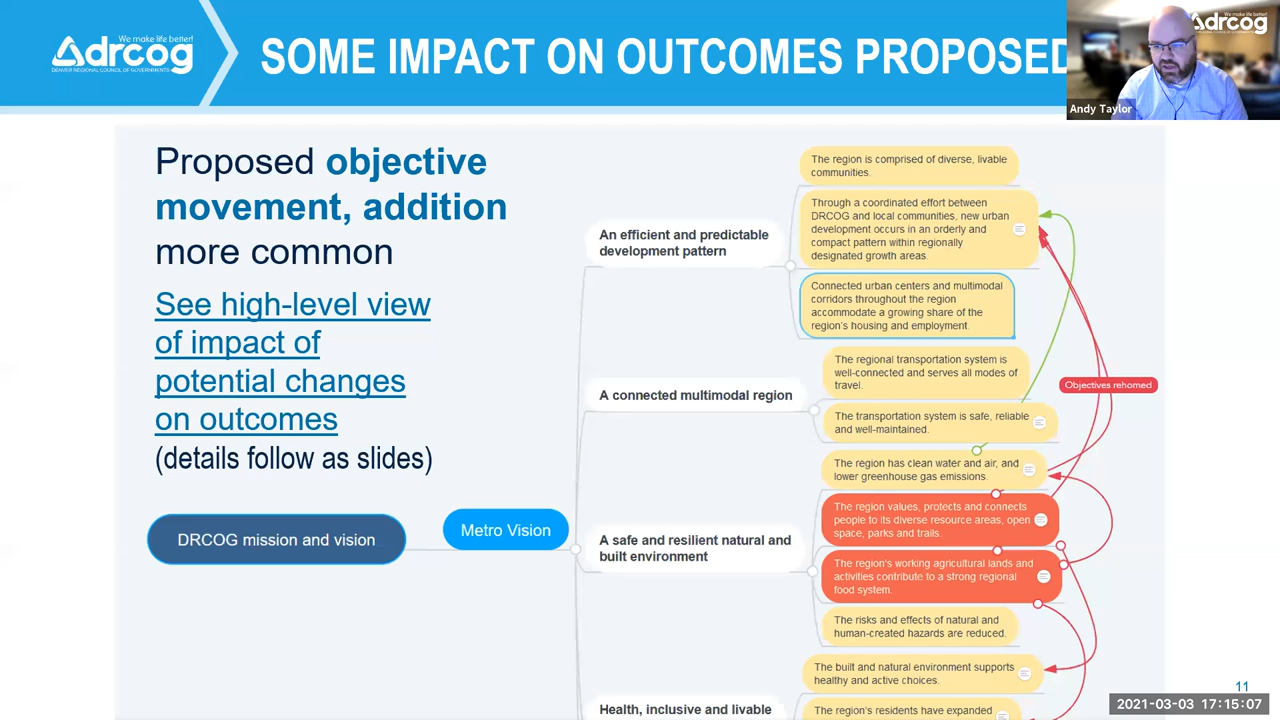 We make life better!
drcog
DENVER REGIONAL COUNCIL OF GOVERNMENTS
SOME IMPACT ON OUTCOMES PROPOSED
We make life better!
drcog
Andy Taylor
Proposed objective
movement, addition
more common
See high-level view
of impact of
potential changes
on outcomes
(details follow as slides)
DRCOG mission and vision
Metro Vision
An efficient and predictable
development pattern
The region is comprised of diverse, livable
communities.
Through a coordinated effort between
DRCOG and local communities, new urban
development occurs in an orderly and
compact pattern within regionally
designated growth areas.
Connected urban centers and multimodal
corridors throughout the region
accommodate a growing share of the
region's housing and employment.
A connected multimodal region
The regional transportation system is
well-connected and serves all modes of
travel.
The transportation system is safe, reliable
and well-maintained.
Objectives rehomed
A safe and resilient natural and
built environment
The region has clean water and air, and
lower greenhouse gas emissions.
The region values, protects and connects
people to its diverse resource areas, open
space, parks and trails.
The region's working agricultural lands and
activities contribute to a strong regional
food system.
The risks and effects of natural and
human-created hazards are reduced.
Health, inclusive and livable
The built and natural environment supports
healthy and active choices.
The region's residents have expanded
11
2021-03-03 17:15:07